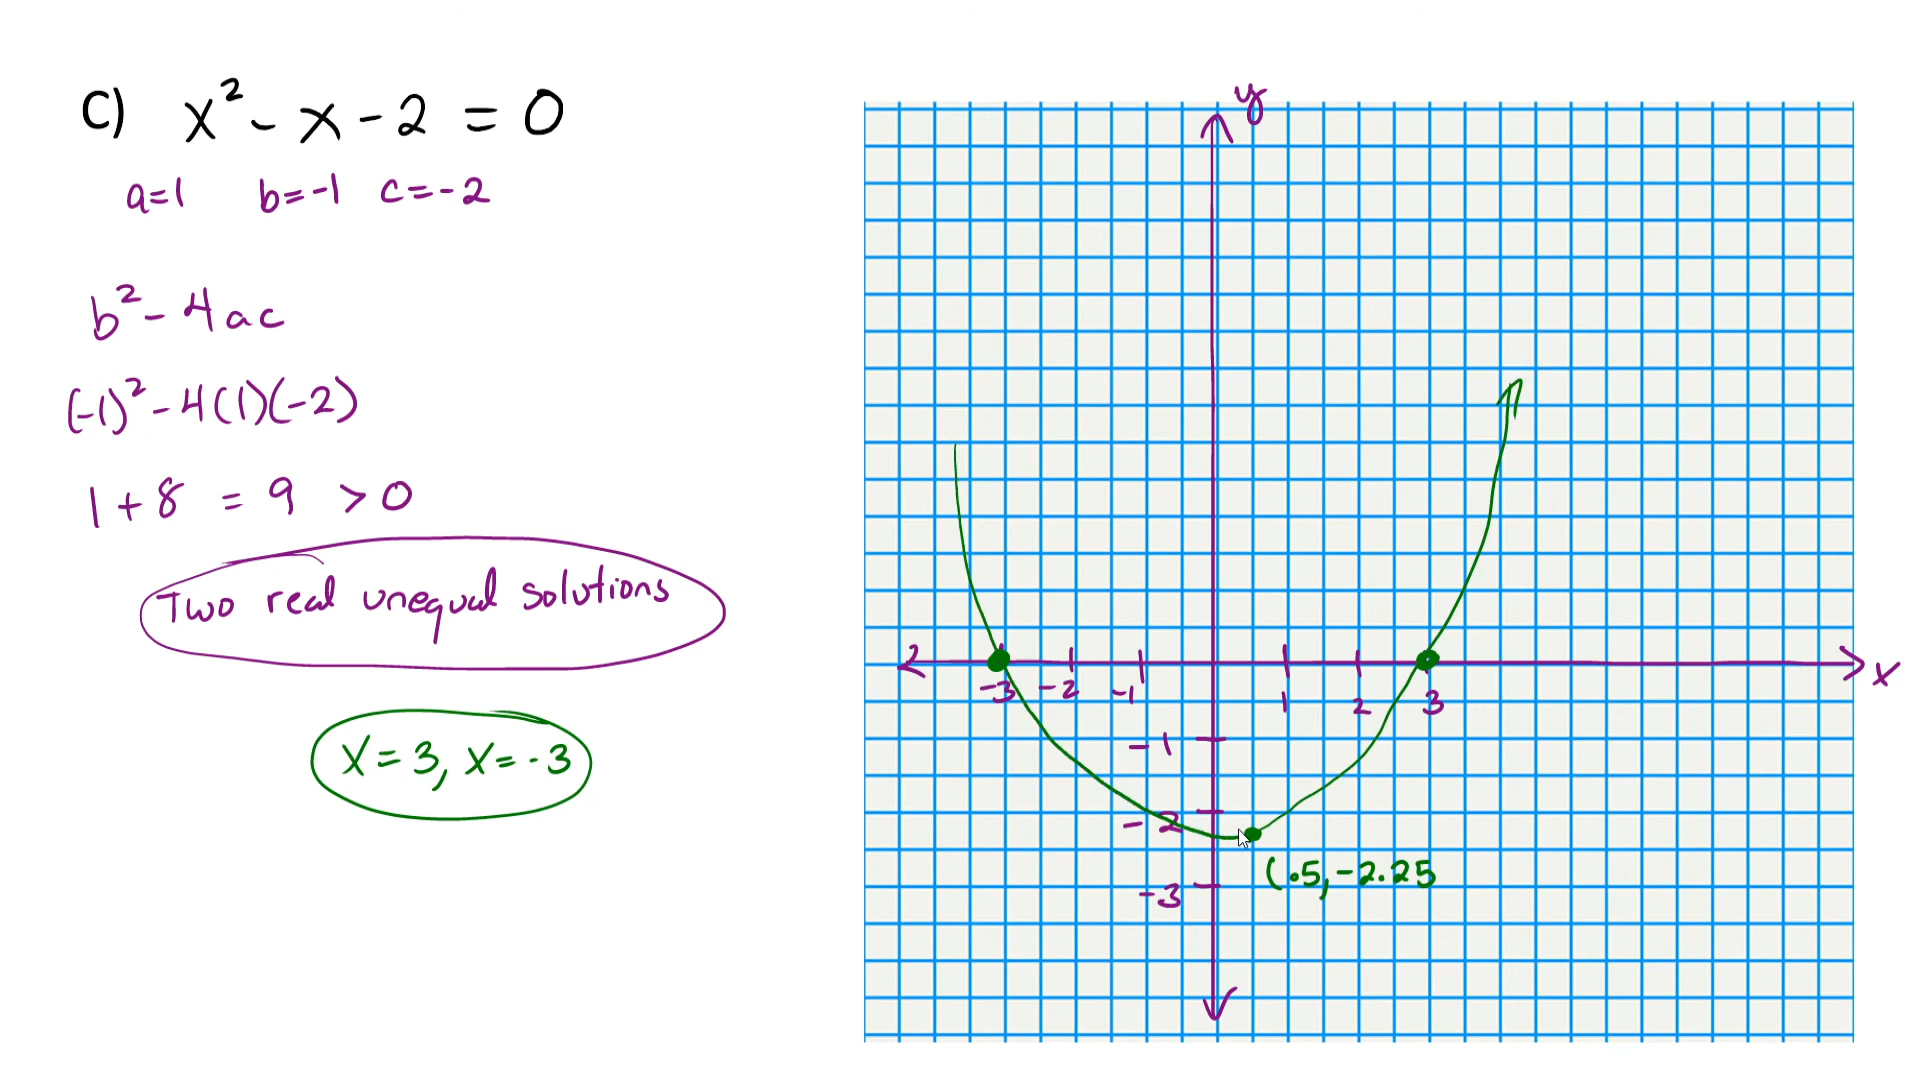 c) x² - x - 2 = 0
a=1 b=-1 c=-2
b² - 4ac
(-1)² - 4(1)(-2)
1 + 8 = 9 > 0
Two real unequal solutions
x = 3, x = -3
y
x
-3 -2 -1 1 2 3
-1
-2
(.5, -2.25
-3